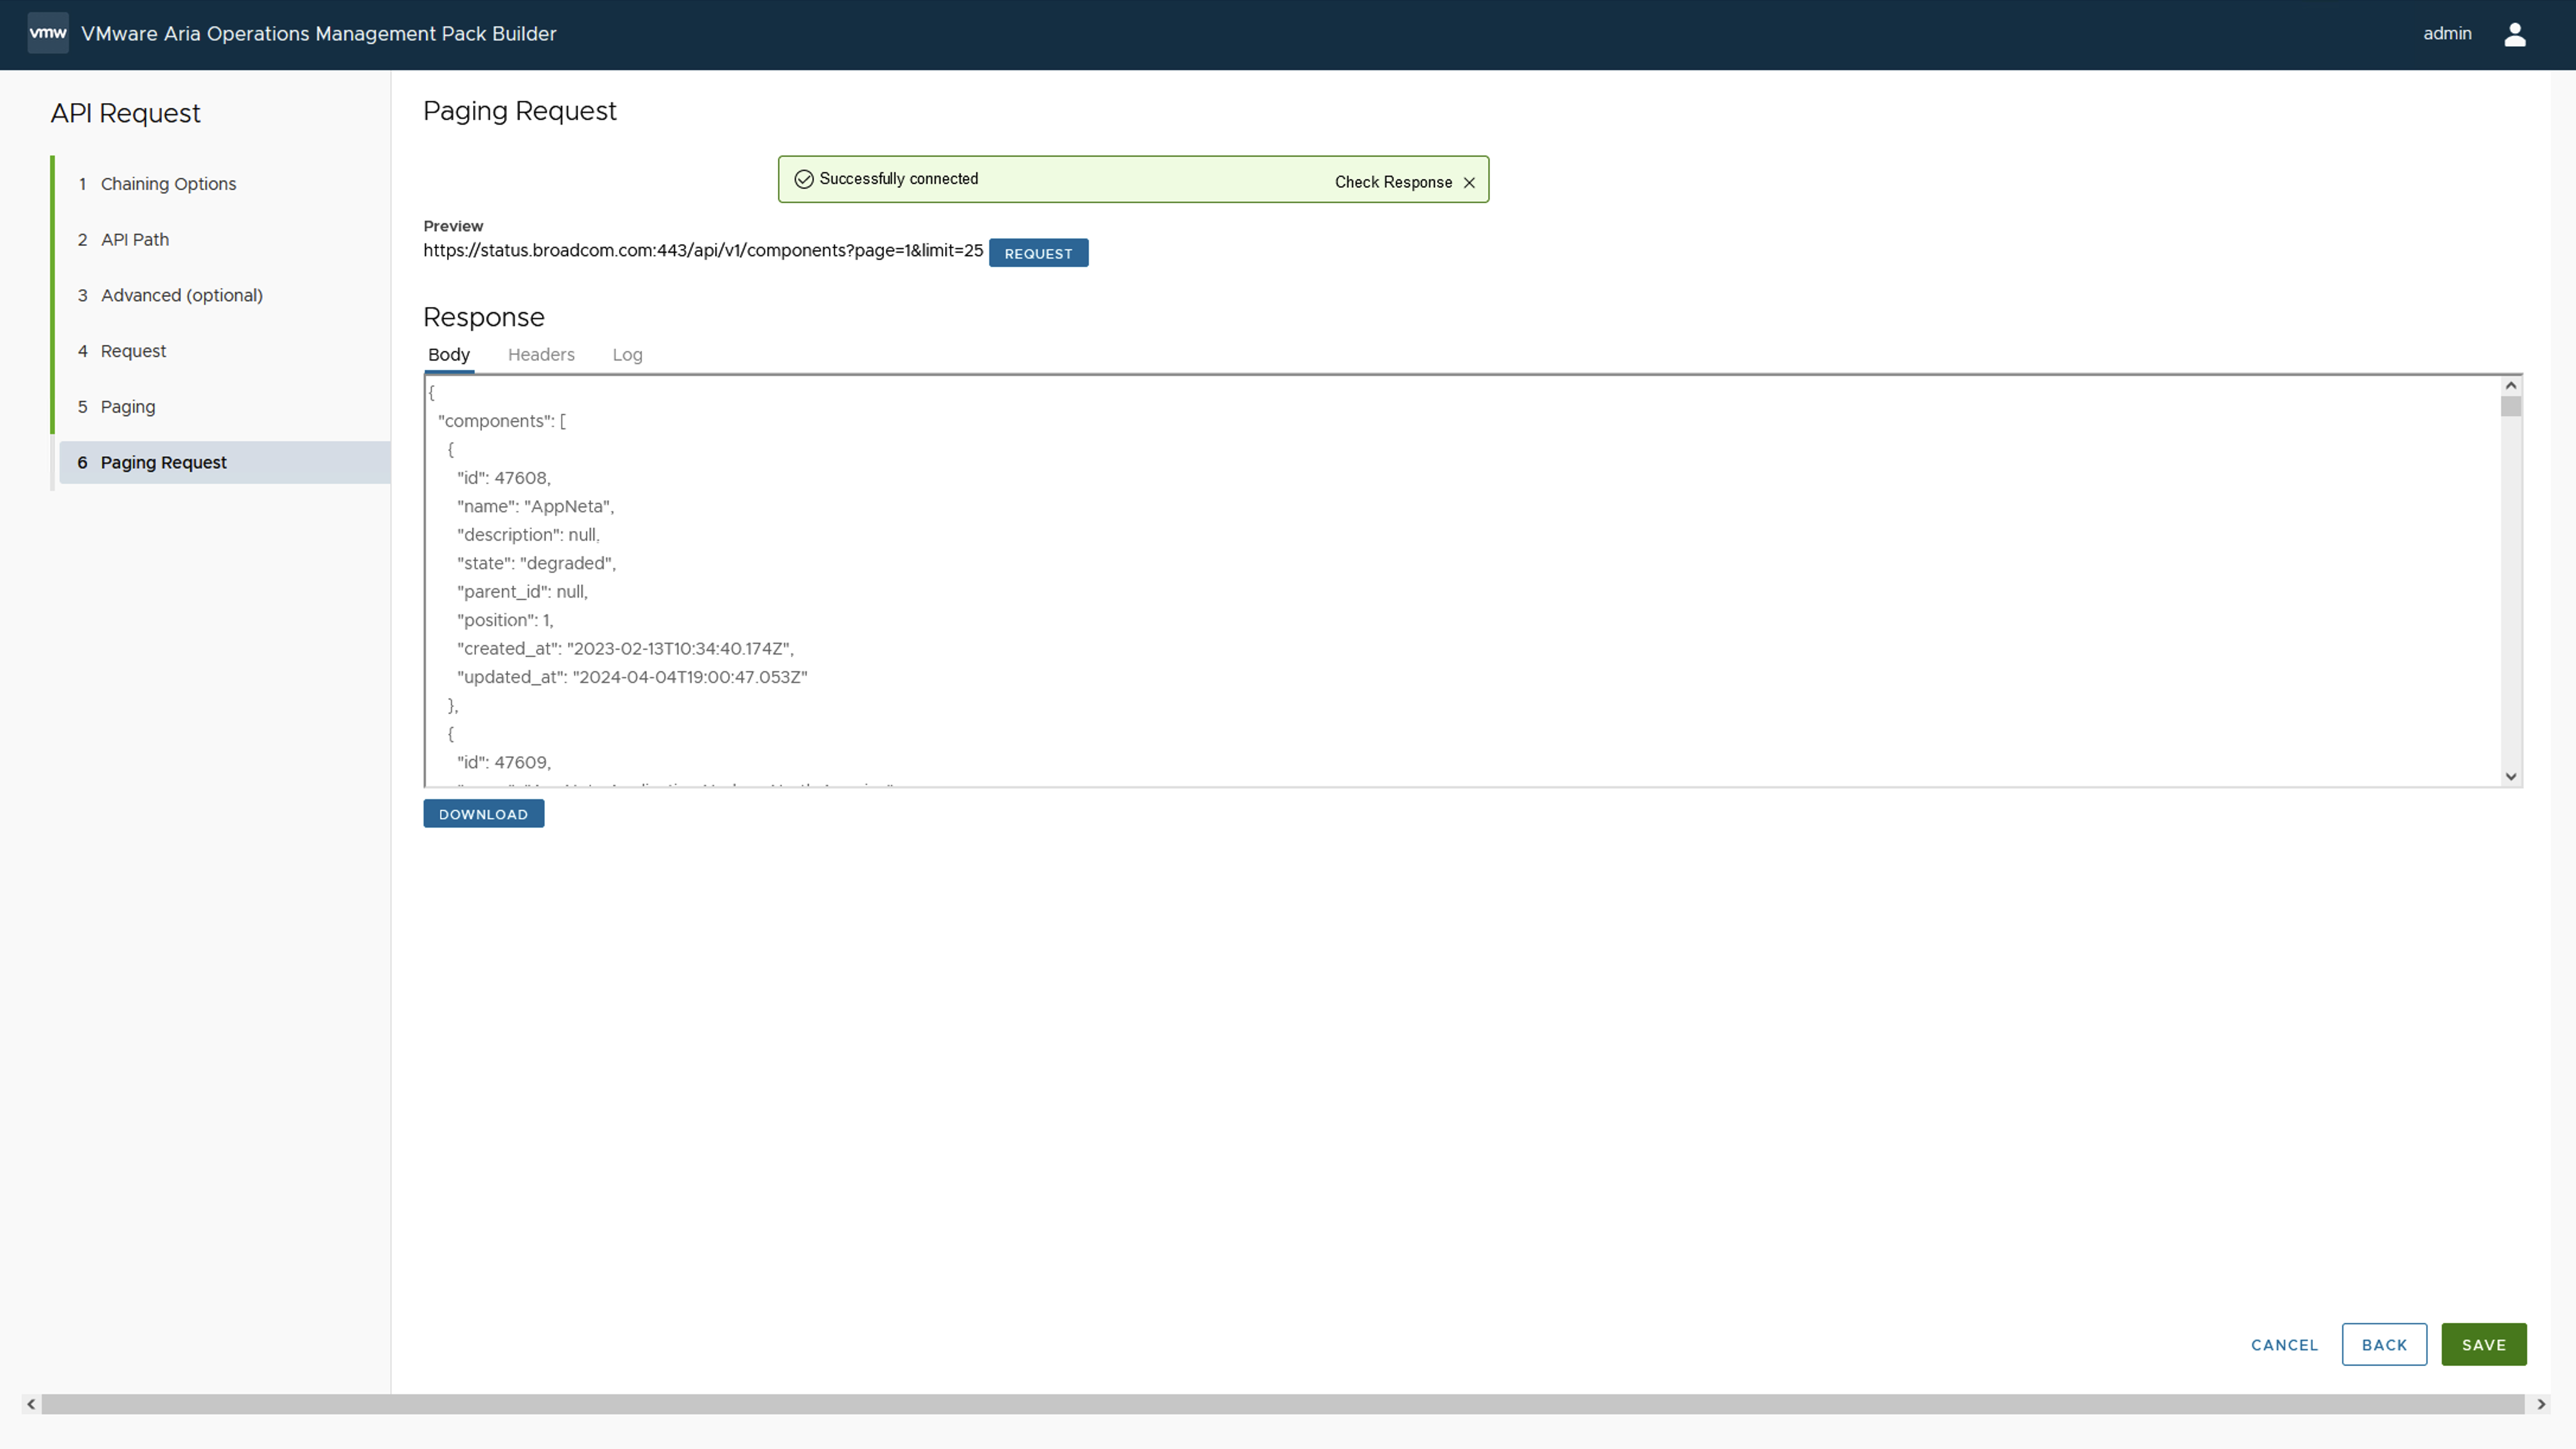 vmw VMware Aria Operations Management Pack Builder
admin
API Request
1 Chaining Options
2 API Path
3 Advanced (optional)
4 Request
5 Paging
6 Paging Request
Paging Request
Successfully connected
Check Response
Preview
https://status.broadcom.com:443/api/v1/components?page=1&limit=25 REQUEST
Response
Body Headers Log
{
"components": [
{
"id": 47608,
"name": "AppNeta",
"description": null,
"state": "degraded",
"parent_id": null,
"position": 1,
"created_at": "2023-02-13T10:34:40.174Z",
"updated_at": "2024-04-04T19:00:47.053Z"
},
{
"id": 47609,
DOWNLOAD
CANCEL BACK SAVE